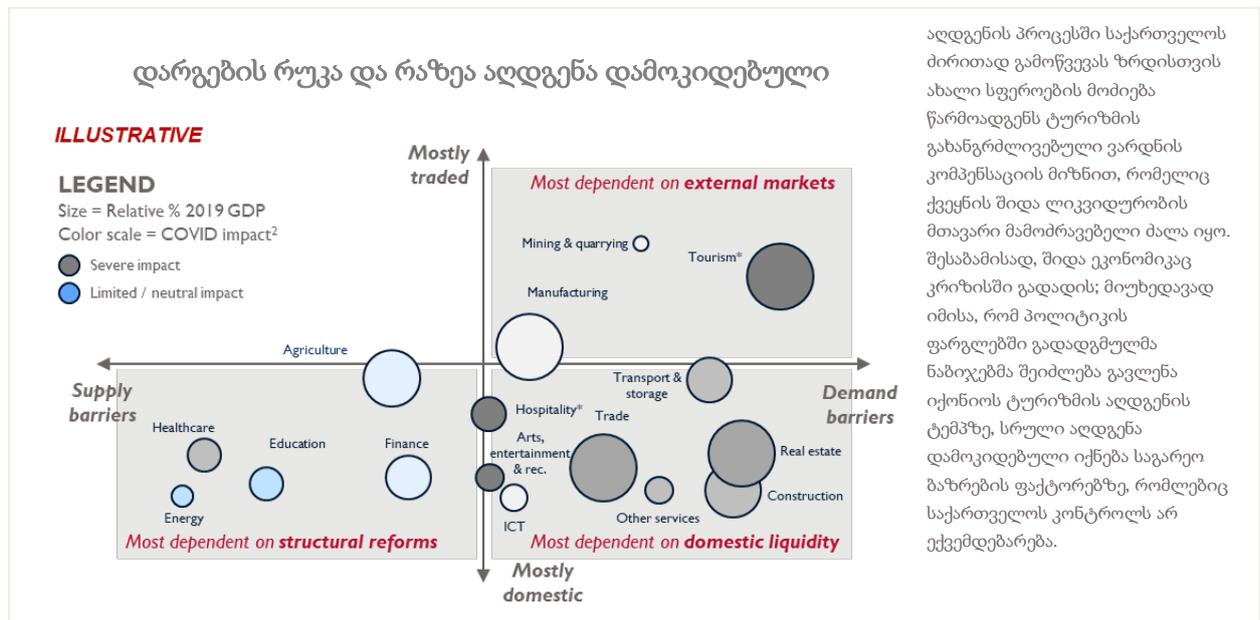 დარგების რუკა და რაზეა აღდგენა დამოკიდებული
ILLUSTRATIVE
LEGEND
Size = Relative % 2019 GDP
Color scale = COVID impact²
Severe impact
Limited / neutral impact
Mostly
traded
Most dependent on external markets
Mining & quarrying
Tourism*
Manufacturing
Agriculture
Supply
barriers
Transport &
storage
Demand
barriers
Healthcare
Education
Finance
Energy
Most dependent on structural reforms
Hospitality*
Trade
Arts,
entertainment
& rec.
Real estate
Construction
ICT
Other services
Most dependent on domestic liquidity
Mostly
domestic
აღდგენის პროცესში საქართველოს
ძირითად გამოწვევას ზრდისთვის
ახალი სფეროების მოძიება
წარმოადგენს ტურიზმის
გახანგრძლივებული ვარდნის
კომპენსაციის მიზნით, რომელიც
ქვეყნის შიდა ლიკვიდურობის
მთავარი მამოძრავებელი ძალა იყო.
შესაბამისად, შიდა ეკონომიკაც
კრიზისში გადადის; მიუხედავად
იმისა, რომ პოლიტიკის
ფარგლებში გადადგმულმა
ნაბიჯებმა შეიძლება გავლენა
იქონიოს ტურიზმის აღდგენის
ტემპზე, სრული აღდგენა
დამოკიდებული იქნება საგარეო
ბაზრების ფაქტორებზე, რომლებიც
საქართველოს კონტროლს არ
ექვემდებარება.